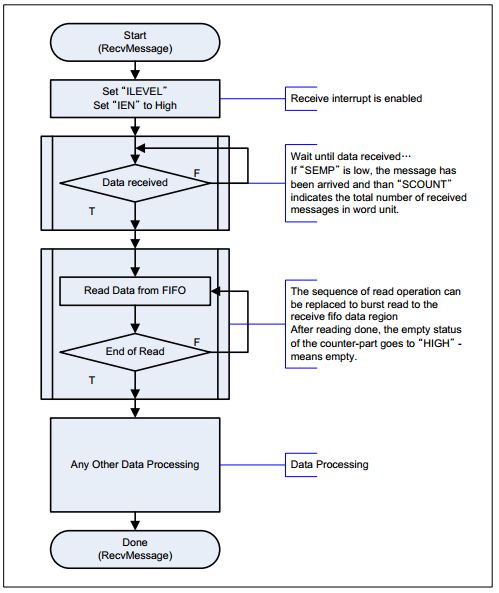 Start
(RecvMessage)
Set “ILEVEL”
Set “IEN” to High
Receive interrupt is enabled
Data received
F
T
Wait until data received…
If “SEMP” is low, the message has
been arrived and than “SCOUNT”
indicates the total number of received
messages in word unit.
Read Data from FIFO
End of Read
F
T
The sequence of read operation can
be replaced to burst read to the
receive fifo data region
After reading done, the empty status
of the counter-part goes to “HIGH” -
means empty.
Any Other Data Processing
Data Processing
Done
(RecvMessage)